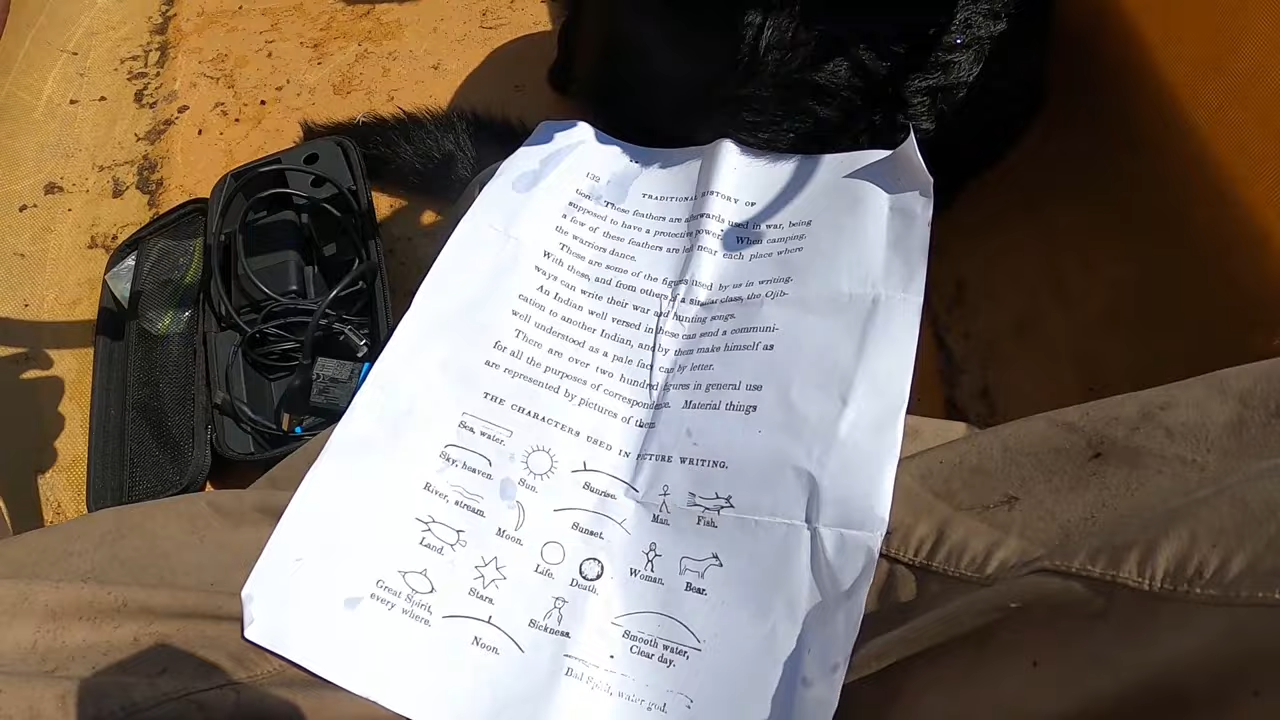 132
TRADITIONAL HISTORY OF
tion. These feathers are afterwards used in war, being
supposed to have a protective power. When camping,
a few of these feathers are left near each place where
the warriors dance.
These are some of the figures used by us in writing.
With these, and from others of a similar class, the Ojib-
ways can write their war and hunting songs.
An Indian well versed in these can send a communi-
cation to another Indian, and by them make himself as
well understood as a pale face can by letter.
There are over two hundred figures in general use
for all the purposes of correspondence. Material things
are represented by pictures of them
THE CHARACTERS USED IN PICTURE WRITING.
Sea, water.
Sky, heaven.
Sun.
Sunrise.
River, stream.
Moon.
Sunset.
Man.
Fish.
Land.
Stars.
Life.
Death.
Woman.
Bear.
Great Spirit,
every where.
Noon.
Sickness.
Smooth water,
Clear day.
Bad Spirit, water god.